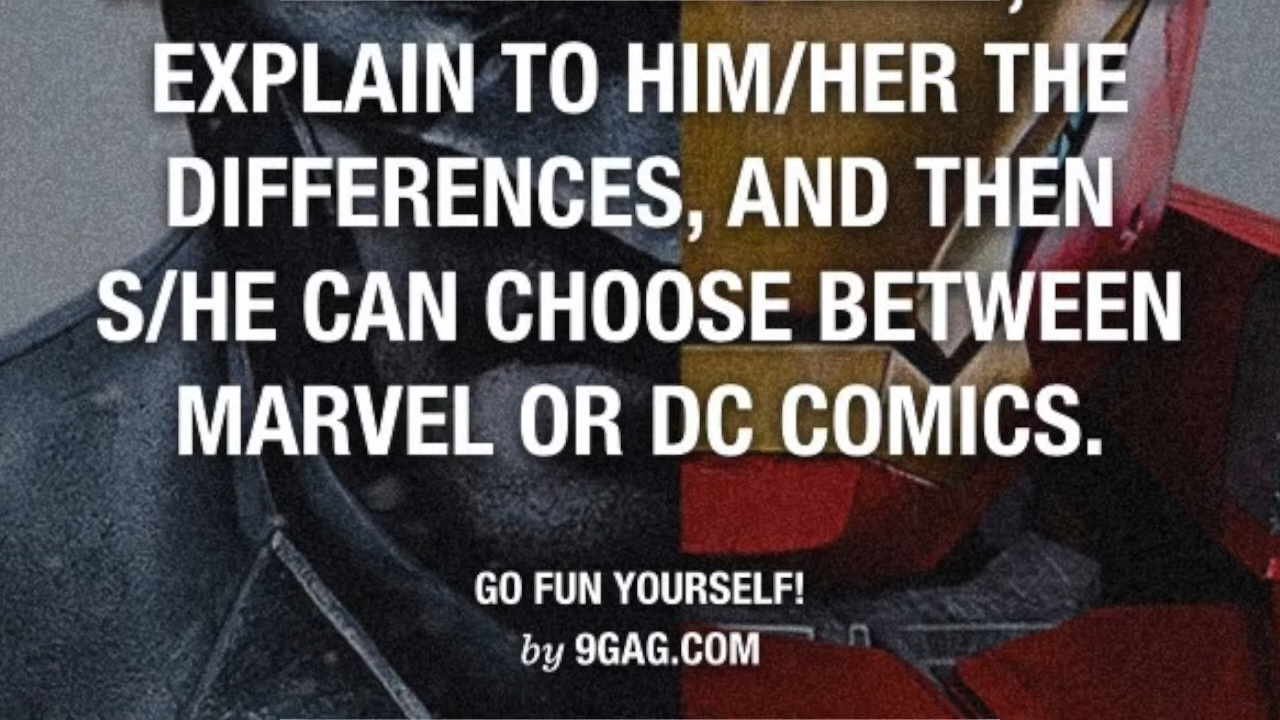 EXPLAIN TO HIM/HER THE
DIFFERENCES, AND THEN
S/HE CAN CHOOSE BETWEEN
MARVEL OR DC COMICS.
GO FUN YOURSELF!
by 9GAG.COM